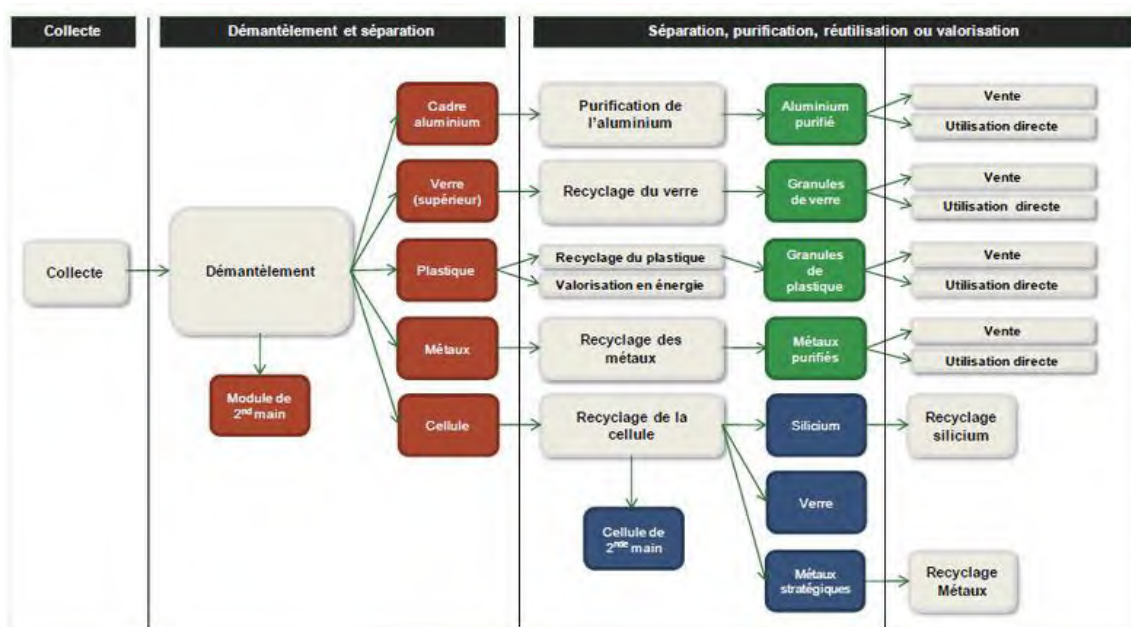 Collecte
Démantèlement et séparation
Séparation, purification, réutilisation ou valorisation
Collecte
Démantèlement
Module de
2nd main
Cadre
aluminium
Verre
(supérieur)
Plastique
Métaux
Cellule
Purification de
l'aluminium
Recyclage du verre
Recyclage du plastique
Valorisation en énergie
Recyclage des
métaux
Recyclage de la
cellule
Cellule de
2nde main
Aluminium
purifié
Granules
de verre
Granules
de
plastique
Métaux
purifiés
Silicium
Verre
Métaux
stratégiques
Vente
Utilisation directe
Vente
Utilisation directe
Vente
Utilisation directe
Vente
Utilisation directe
Recyclage
silicium
Recyclage
Métaux